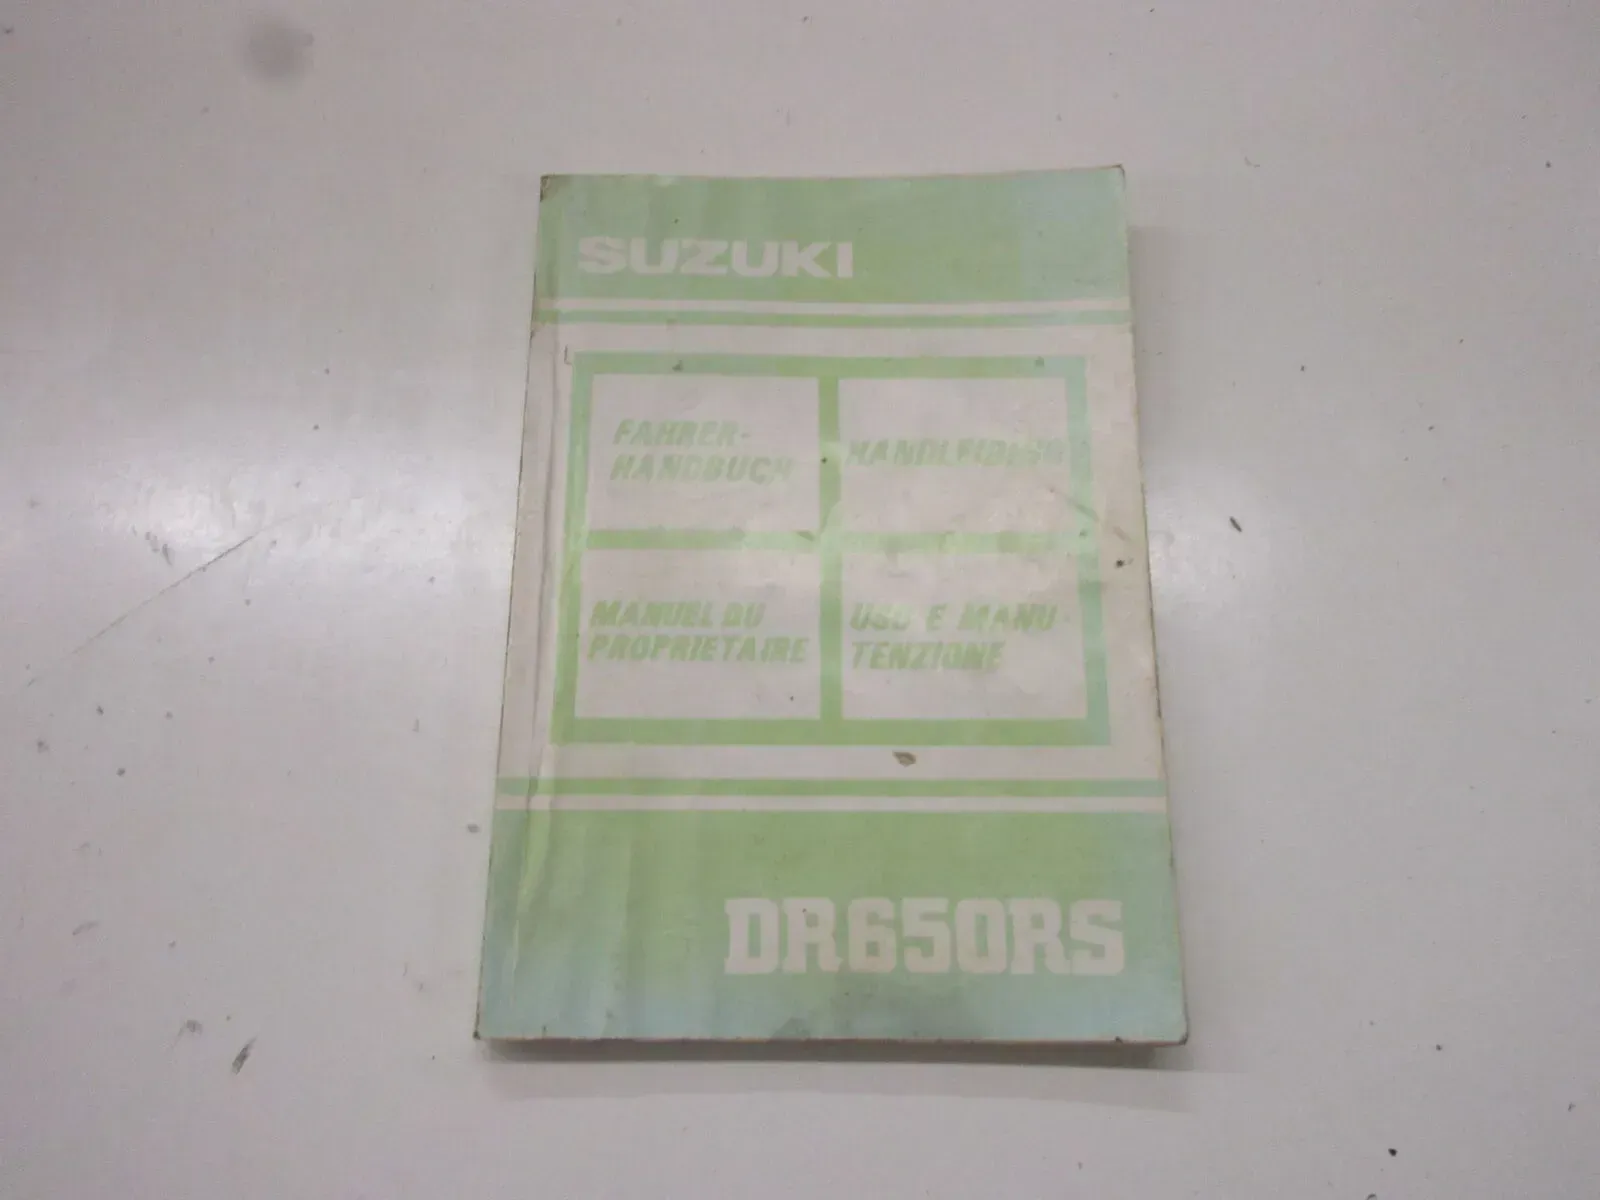 SUZUKI
FAHRER-
HANDBUCH
HANDLEIDING
MANUEL DU
PROPRIETAIRE
USO E MANU-
TENZIONE
DR650RS